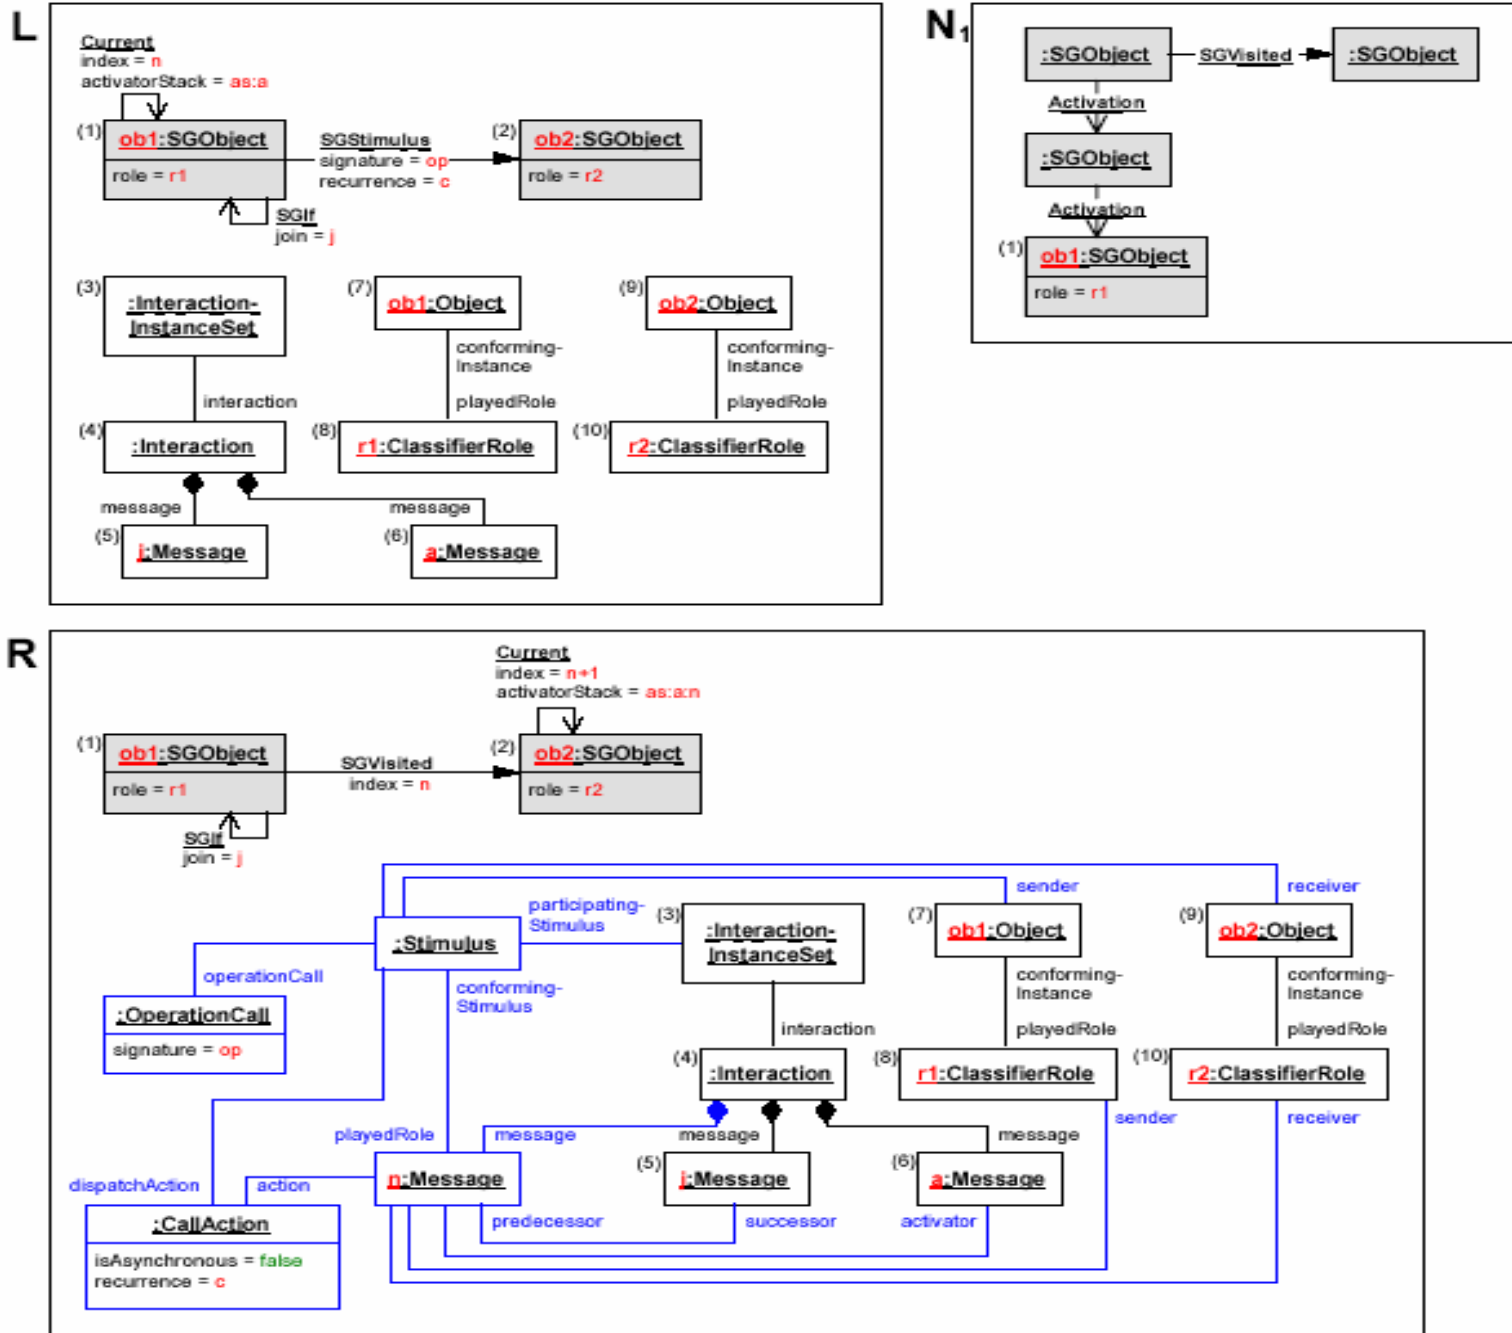 L
Current
index = n
activatorStack = as:a
(1)
ob1:SGObject
role = r1
SGStimulus
signature = op
recurrence = c
(2)
ob2:SGObject
role = r2
SGIf
join = j
(3)
:Interaction-
InstanceSet
(7)
ob1:Object
(9)
ob2:Object
conforming-
Instance
conforming-
Instance
interaction
playedRole
playedRole
(4)
:Interaction
(8)
r1:ClassifierRole
(10)
r2:ClassifierRole
message
message
(5)
j:Message
(6)
a:Message
N1
:SGObject
SGVisited
:SGObject
Activation
:SGObject
Activation
(1)
ob1:SGObject
role = r1
R
Current
index = n+1
activatorStack = as:a:n
(1)
ob1:SGObject
role = r1
SGVisited
index = n
(2)
ob2:SGObject
role = r2
SGIf
join = j
sender
receiver
participating-
Stimulus
(3)
:Interaction-
InstanceSet
(7)
ob1:Object
(9)
ob2:Object
:Stimulus
operationCall
conforming-
Stimulus
conforming-
Instance
conforming-
Instance
:OperationCall
signature = op
interaction
playedRole
playedRole
(4)
:Interaction
(8)
r1:ClassifierRole
(10)
r2:ClassifierRole
sender
receiver
playedRole
message
message
message
(5)
j:Message
(6)
a:Message
n:Message
dispatchAction
action
predecessor
successor
activator
:CallAction
isAsynchronous = false
recurrence = c